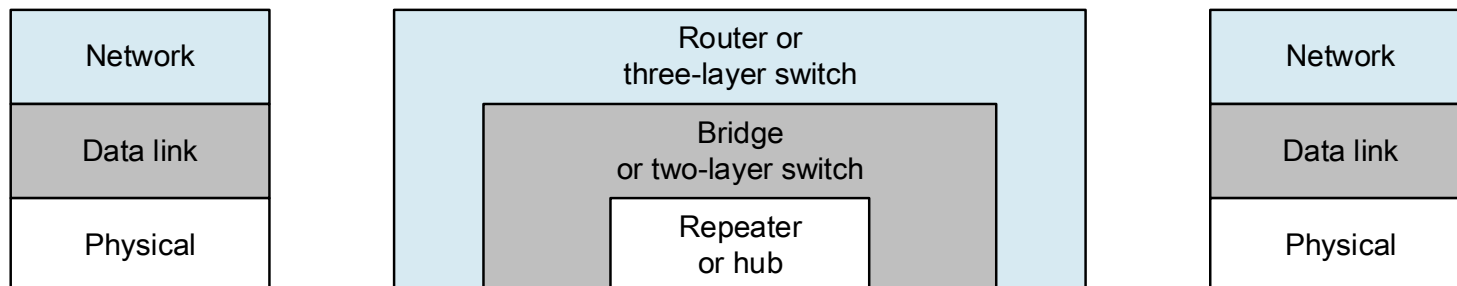 Network
Data link
Physical
Router or
three-layer switch
Bridge
or two-layer switch
Repeater
or hub
Network
Data link
Physical